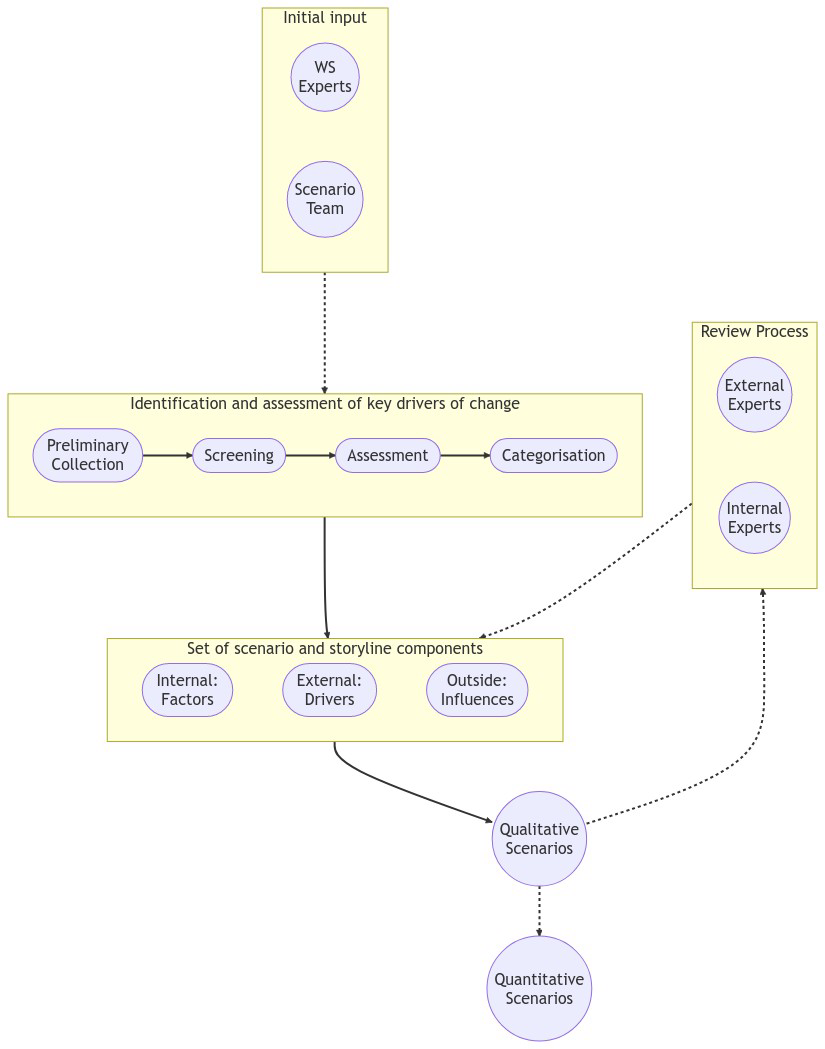 Initial input
WS
Experts
Scenario
Team
Review Process
External
Experts
Internal
Experts
Identification and assessment of key drivers of change
Preliminary
Collection
Screening
Assessment
Categorisation
Set of scenario and storyline components
Internal:
Factors
External:
Drivers
Outside:
Influences
Qualitative
Scenarios
Quantitative
Scenarios